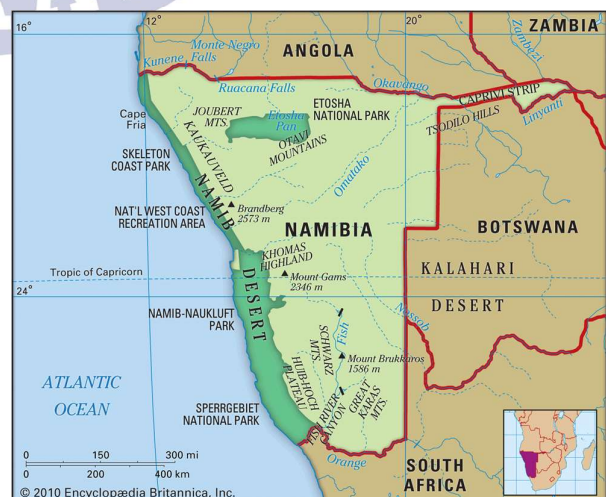 12°
20°
16°
ZAMBIA
Zambezi
ANGOLA
Monte Negro
Falls
Kunene
Ruacana Falls
Okavango
CAPRIVI STRIP
Linyanti
TSODILO HILLS
Cape
Fria
JOUBERT
MTS.
Etosha
Pan
ETOSHA
NATIONAL PARK
OTAVI
MOUNTAINS
KAUKAUVELD
SKELETON
COAST PARK
Omatako
NAMIB
DESERT
Brandberg
2573 m
NAT'L WEST COAST
RECREATION AREA
NAMIBIA
BOTSWANA
KHOMAS
HIGHLAND
Mount Gams
2346 m
KALAHARI
DESERT
Tropic of Capricorn
24°
NAMIB-NAUKLUFT
PARK
Nossob
Fish
SCHWARZ
MTS.
Mount Brukkaros
1586 m
HUIB-HOCH
PLATEAU
ATLANTIC
OCEAN
SPERRGEBIET
NATIONAL PARK
FISH RIVER
CANYON
GREAT
KARAS
MTS.
Orange
SOUTH
AFRICA
0 150 300 mi
0 200 400 km
© 2010 Encyclopædia Britannica, Inc.